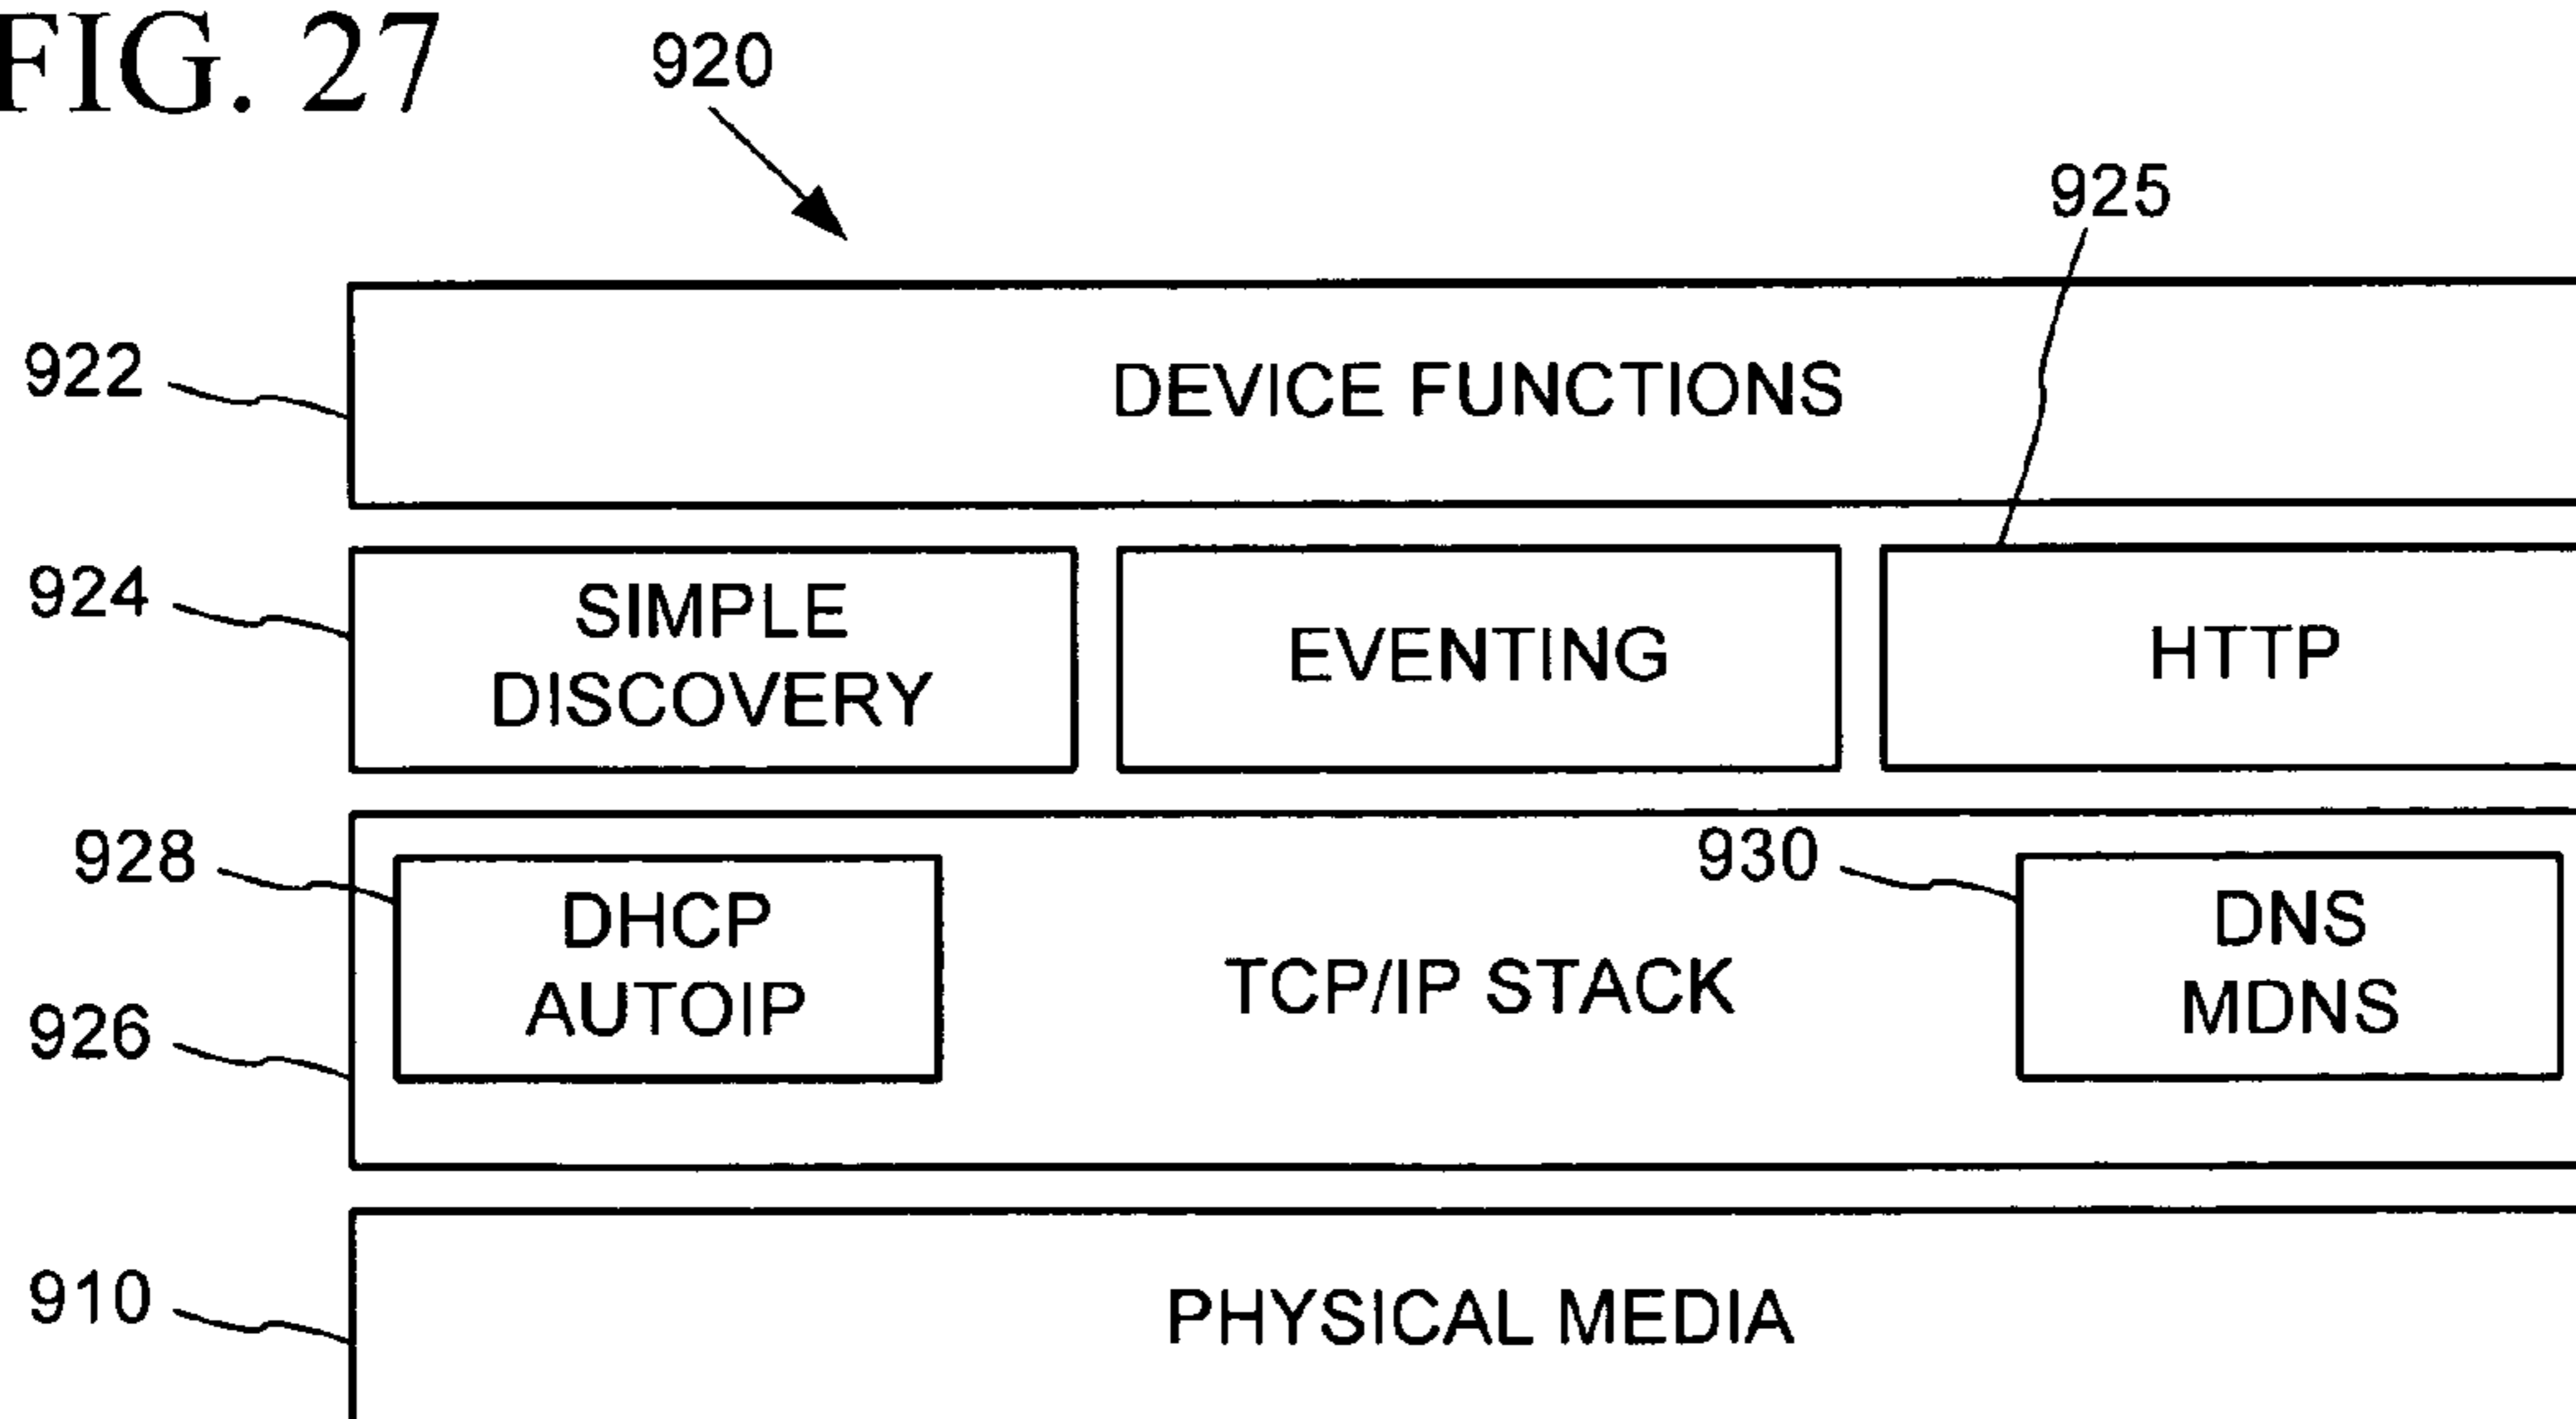 FIG. 27
920
925
922
DEVICE FUNCTIONS
924
SIMPLE
DISCOVERY
EVENTING
HTTP
928
DHCP
AUTOIP
930
DNS
MDNS
TCP/IP STACK
926
910
PHYSICAL MEDIA